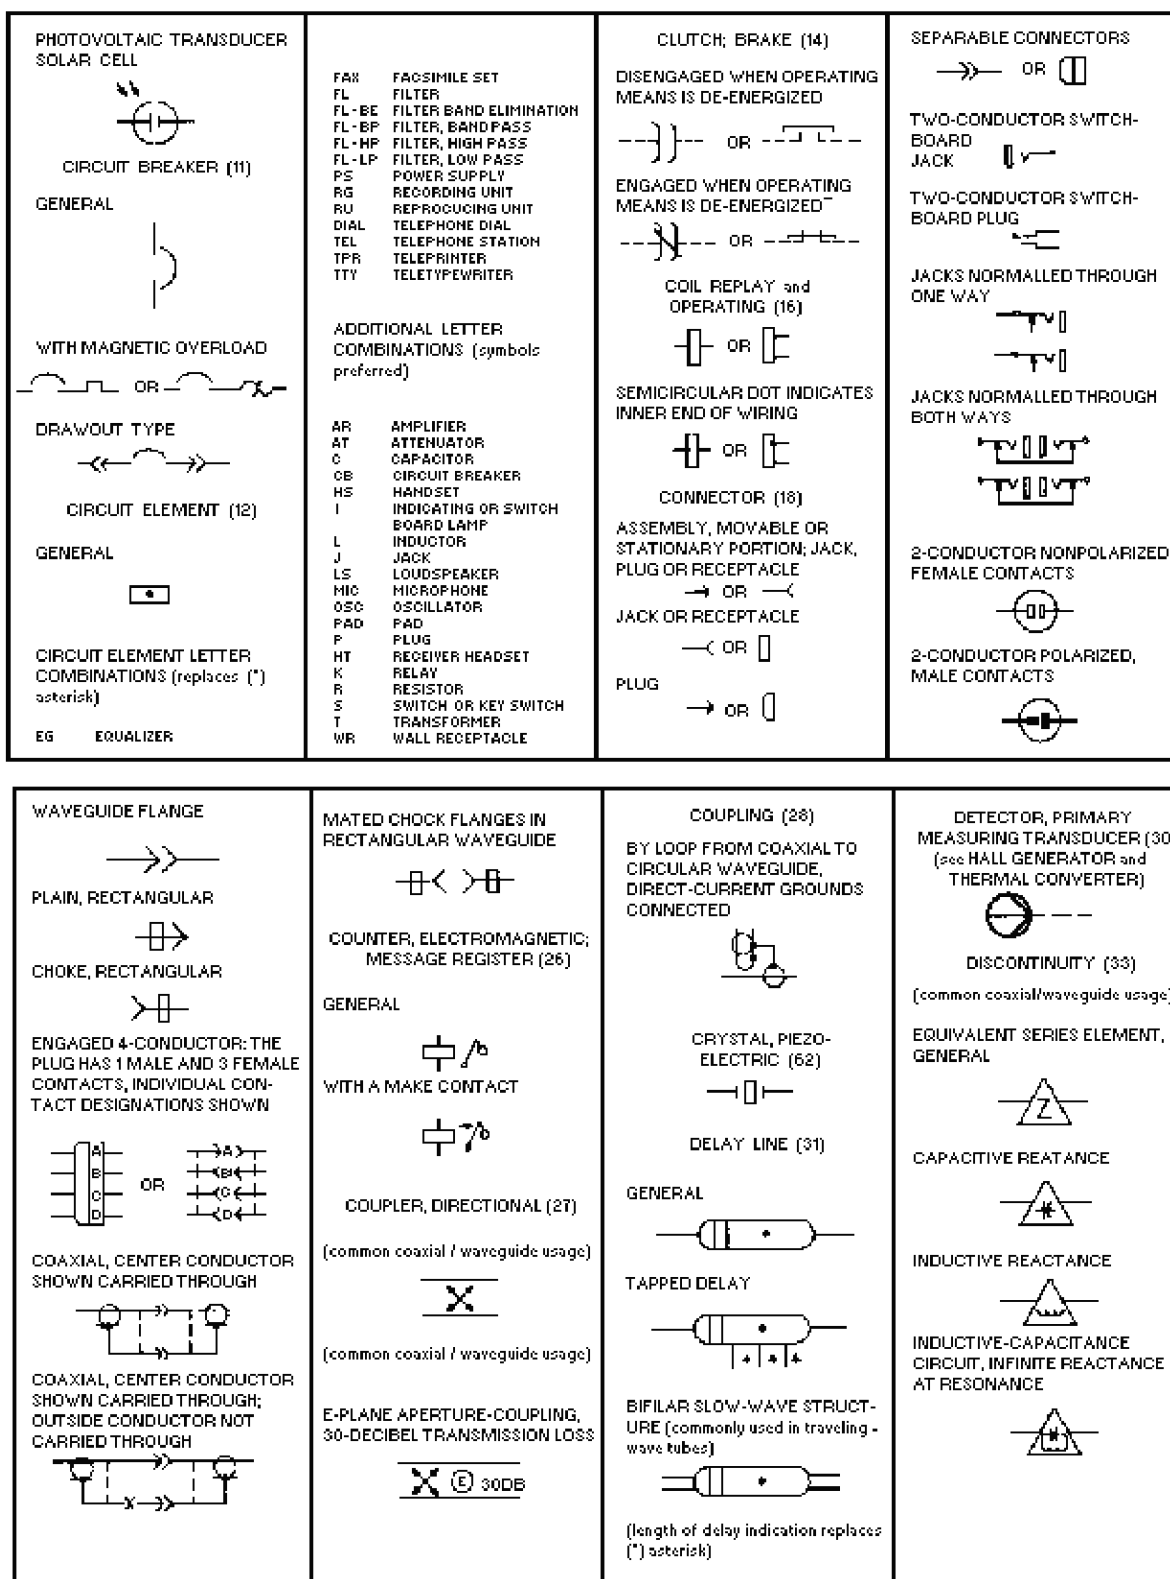 PHOTOVOLTAIC TRANSDUCER
SOLAR CELL
CIRCUIT BREAKER (11)
GENERAL
WITH MAGNETIC OVERLOAD
OR
DRAWOUT TYPE
CIRCUIT ELEMENT (12)
GENERAL
CIRCUIT ELEMENT LETTER
COMBINATIONS (replaces (*)
asterisk)
EG EQUALIZER
FAX FACSIMILE SET
FL FILTER
FL-BE FILTER BAND ELIMINATION
FL-BP FILTER, BAND PASS
FL-HP FILTER, HIGH PASS
FL-LP FILTER, LOW PASS
PS POWER SUPPLY
RG RECORDING UNIT
RU REPROCUCING UNIT
DIAL TELEPHONE DIAL
TEL TELEPHONE STATION
TPR TELEPRINTER
TTY TELETYPEWRITER
ADDITIONAL LETTER
COMBINATIONS (symbols
preferred)
AR AMPLIFIER
AT ATTENUATOR
C CAPACITOR
CB CIRCUIT BREAKER
HS HANDSET
I INDICATING OR SWITCH
BOARD LAMP
L INDUCTOR
J JACK
LS LOUDSPEAKER
MIC MICROPHONE
OSC OSCILLATOR
PAD PAD
P PLUG
HT RECEIVER HEADSET
K RELAY
R RESISTOR
S SWITCH OR KEY SWITCH
T TRANSFORMER
WR WALL RECEPTACLE
CLUTCH; BRAKE (14)
DISENGAGED WHEN OPERATING
MEANS IS DE-ENERGIZED
OR
ENGAGED WHEN OPERATING
MEANS IS DE-ENERGIZED
OR
COIL REPLAY and
OPERATING (16)
OR
SEMICIRCULAR DOT INDICATES
INNER END OF WIRING
OR
CONNECTOR (18)
ASSEMBLY, MOVABLE OR
STATIONARY PORTION; JACK,
PLUG OR RECEPTACLE
OR
JACK OR RECEPTACLE
OR
PLUG
OR
SEPARABLE CONNECTORS
OR
TWO-CONDUCTOR SWITCH-
BOARD
JACK
TWO-CONDUCTOR SWITCH-
BOARD PLUG
JACKS NORMALLED THROUGH
ONE WAY
JACKS NORMALLED THROUGH
BOTH WAYS
2-CONDUCTOR NONPOLARIZED,
FEMALE CONTACTS
2-CONDUCTOR POLARIZED,
MALE CONTACTS
WAVEGUIDE FLANGE
PLAIN, RECTANGULAR
CHOKE, RECTANGULAR
ENGAGED 4-CONDUCTOR: THE
PLUG HAS 1 MALE AND 3 FEMALE
CONTACTS, INDIVIDUAL CON-
TACT DESIGNATIONS SHOWN
A A
B B
OR
C C
D D
COAXIAL, CENTER CONDUCTOR
SHOWN CARRIED THROUGH
COAXIAL, CENTER CONDUCTOR
SHOWN CARRIED THROUGH;
OUTSIDE CONDUCTOR NOT
CARRIED THROUGH
MATED CHOCK FLANGES IN
RECTANGULAR WAVEGUIDE
COUNTER, ELECTROMAGNETIC;
MESSAGE REGISTER (26)
GENERAL
WITH A MAKE CONTACT
COUPLER, DIRECTIONAL (27)
(common coaxial / waveguide usage)
(common coaxial / waveguide usage)
E-PLANE APERTURE-COUPLING,
30-DECIBEL TRANSMISSION LOSS
E 30DB
COUPLING (28)
BY LOOP FROM COAXIAL TO
CIRCULAR WAVEGUIDE,
DIRECT-CURRENT GROUNDS
CONNECTED
CRYSTAL, PIEZO-
ELECTRIC (62)
DELAY LINE (31)
GENERAL
TAPPED DELAY
BIFILAR SLOW-WAVE STRUCT-
URE (commonly used in traveling -
wave tubes)
(length of delay indication replaces
(*) asterisk)
DETECTOR, PRIMARY
MEASURING TRANSDUCER (30
(see HALL GENERATOR and
THERMAL CONVERTER)
DISCONTINUITY (33)
(common coaxial/waveguide usage)
EQUIVALENT SERIES ELEMENT,
GENERAL
Z
CAPACITIVE REATANCE
INDUCTIVE REACTANCE
INDUCTIVE-CAPACITANCE
CIRCUIT, INFINITE REACTANCE
AT RESONANCE